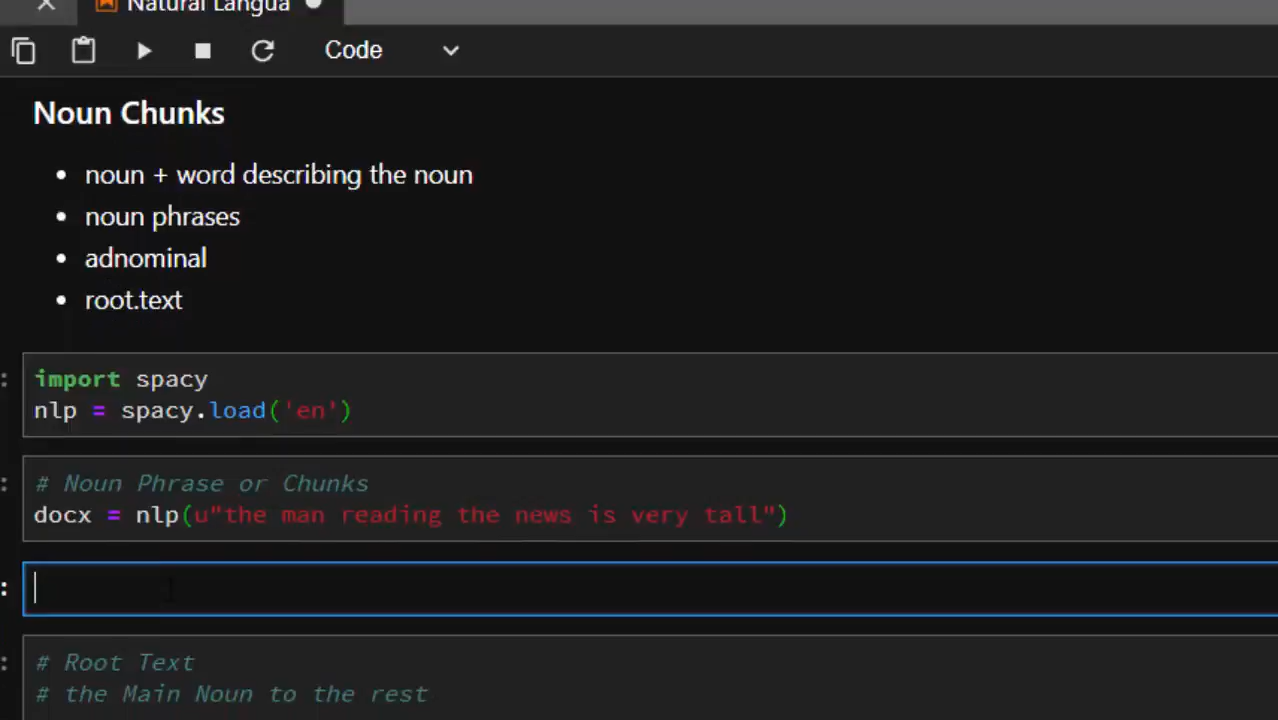 Natural Langua
Code
Noun Chunks
noun + word describing the noun
noun phrases
adnominal
root.text
:
import spacy
nlp = spacy.load('en')
:
# Noun Phrase or Chunks
docx = nlp(u"the man reading the news is very tall")
:
:
# Root Text
# the Main Noun to the rest